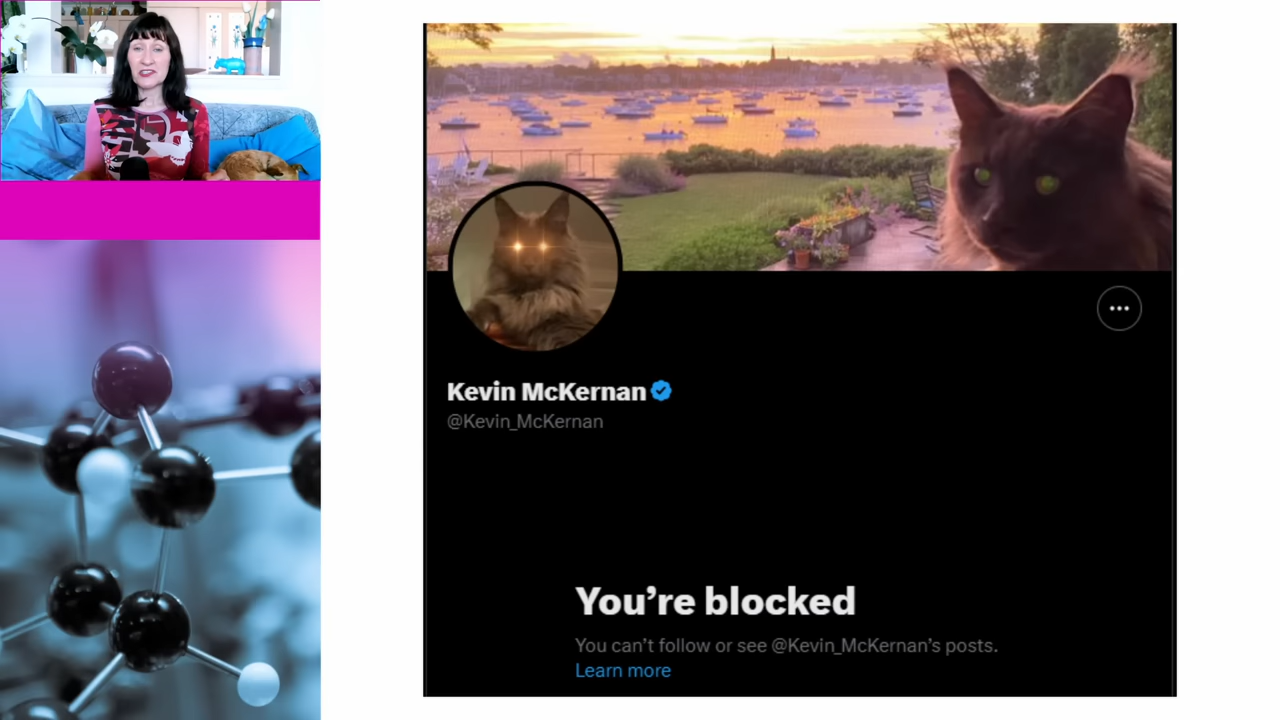 Kevin McKernan
@Kevin_McKernan
You’re blocked
You can’t follow or see @Kevin_McKernan’s posts.
Learn more